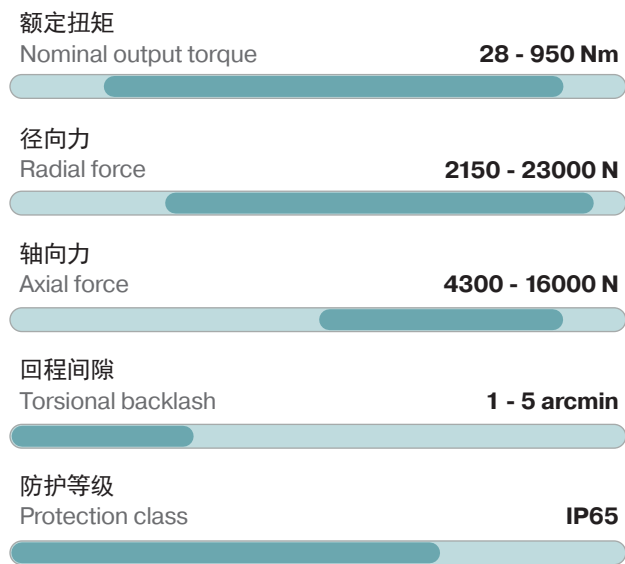 额定扭矩
Nominal output torque 28 - 950 Nm
径向力
Radial force 2150 - 23000 N
轴向力
Axial force 4300 - 16000 N
回程间隙
Torsional backlash 1 - 5 arcmin
防护等级
Protection class IP65